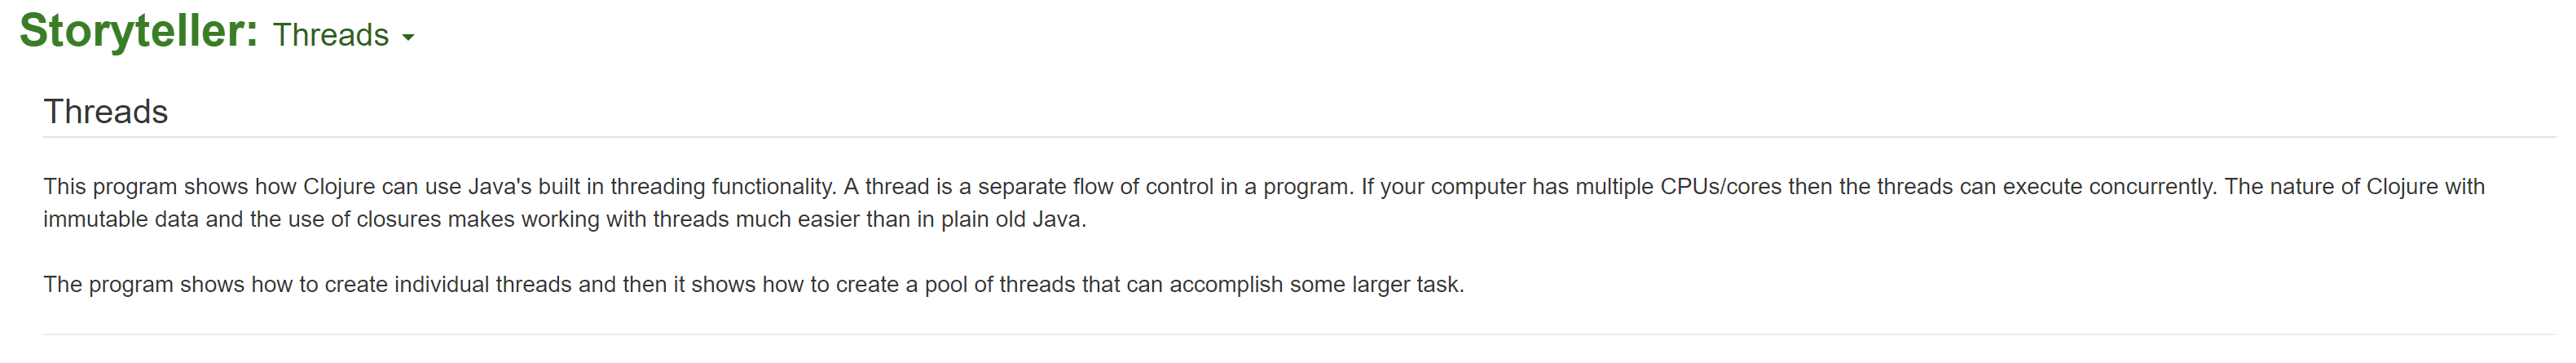 Storyteller: Threads
Threads
This program shows how Clojure can use Java's built in threading functionality. A thread is a separate flow of control in a program. If your computer has multiple CPUs/cores then the threads can execute concurrently. The nature of Clojure with
immutable data and the use of closures makes working with threads much easier than in plain old Java.
The program shows how to create individual threads and then it shows how to create a pool of threads that can accomplish some larger task.